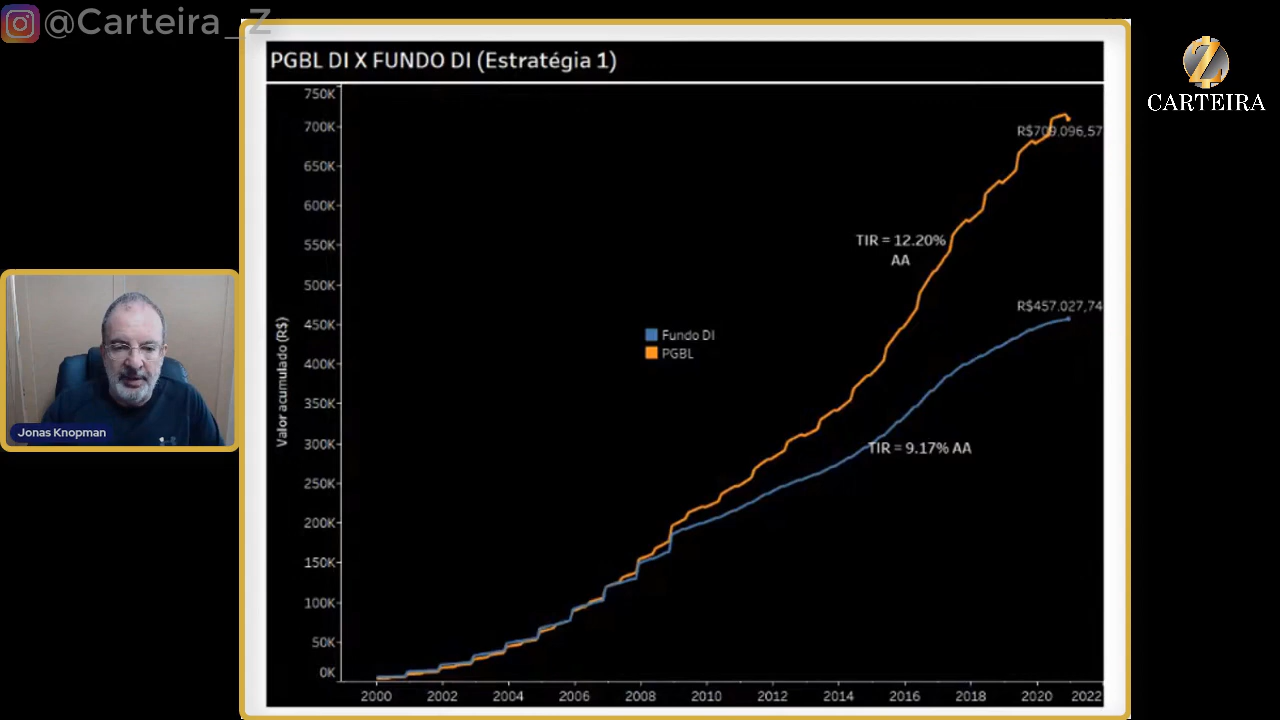 @Carteira_Z
PGBL DI X FUNDO DI (Estratégia 1)
CARTEIRA
750K
700K
650K
600K
550K
500K
450K
400K
350K
300K
250K
200K
150K
100K
50K
0K
Valor acumulado (R$)
R$709.096,57
TIR = 12.20%
AA
R$457.027,74
Fundo DI
PGBL
TIR = 9.17% AA
Jonas Knopman
2000 2002 2004 2006 2008 2010 2012 2014 2016 2018 2020 2022